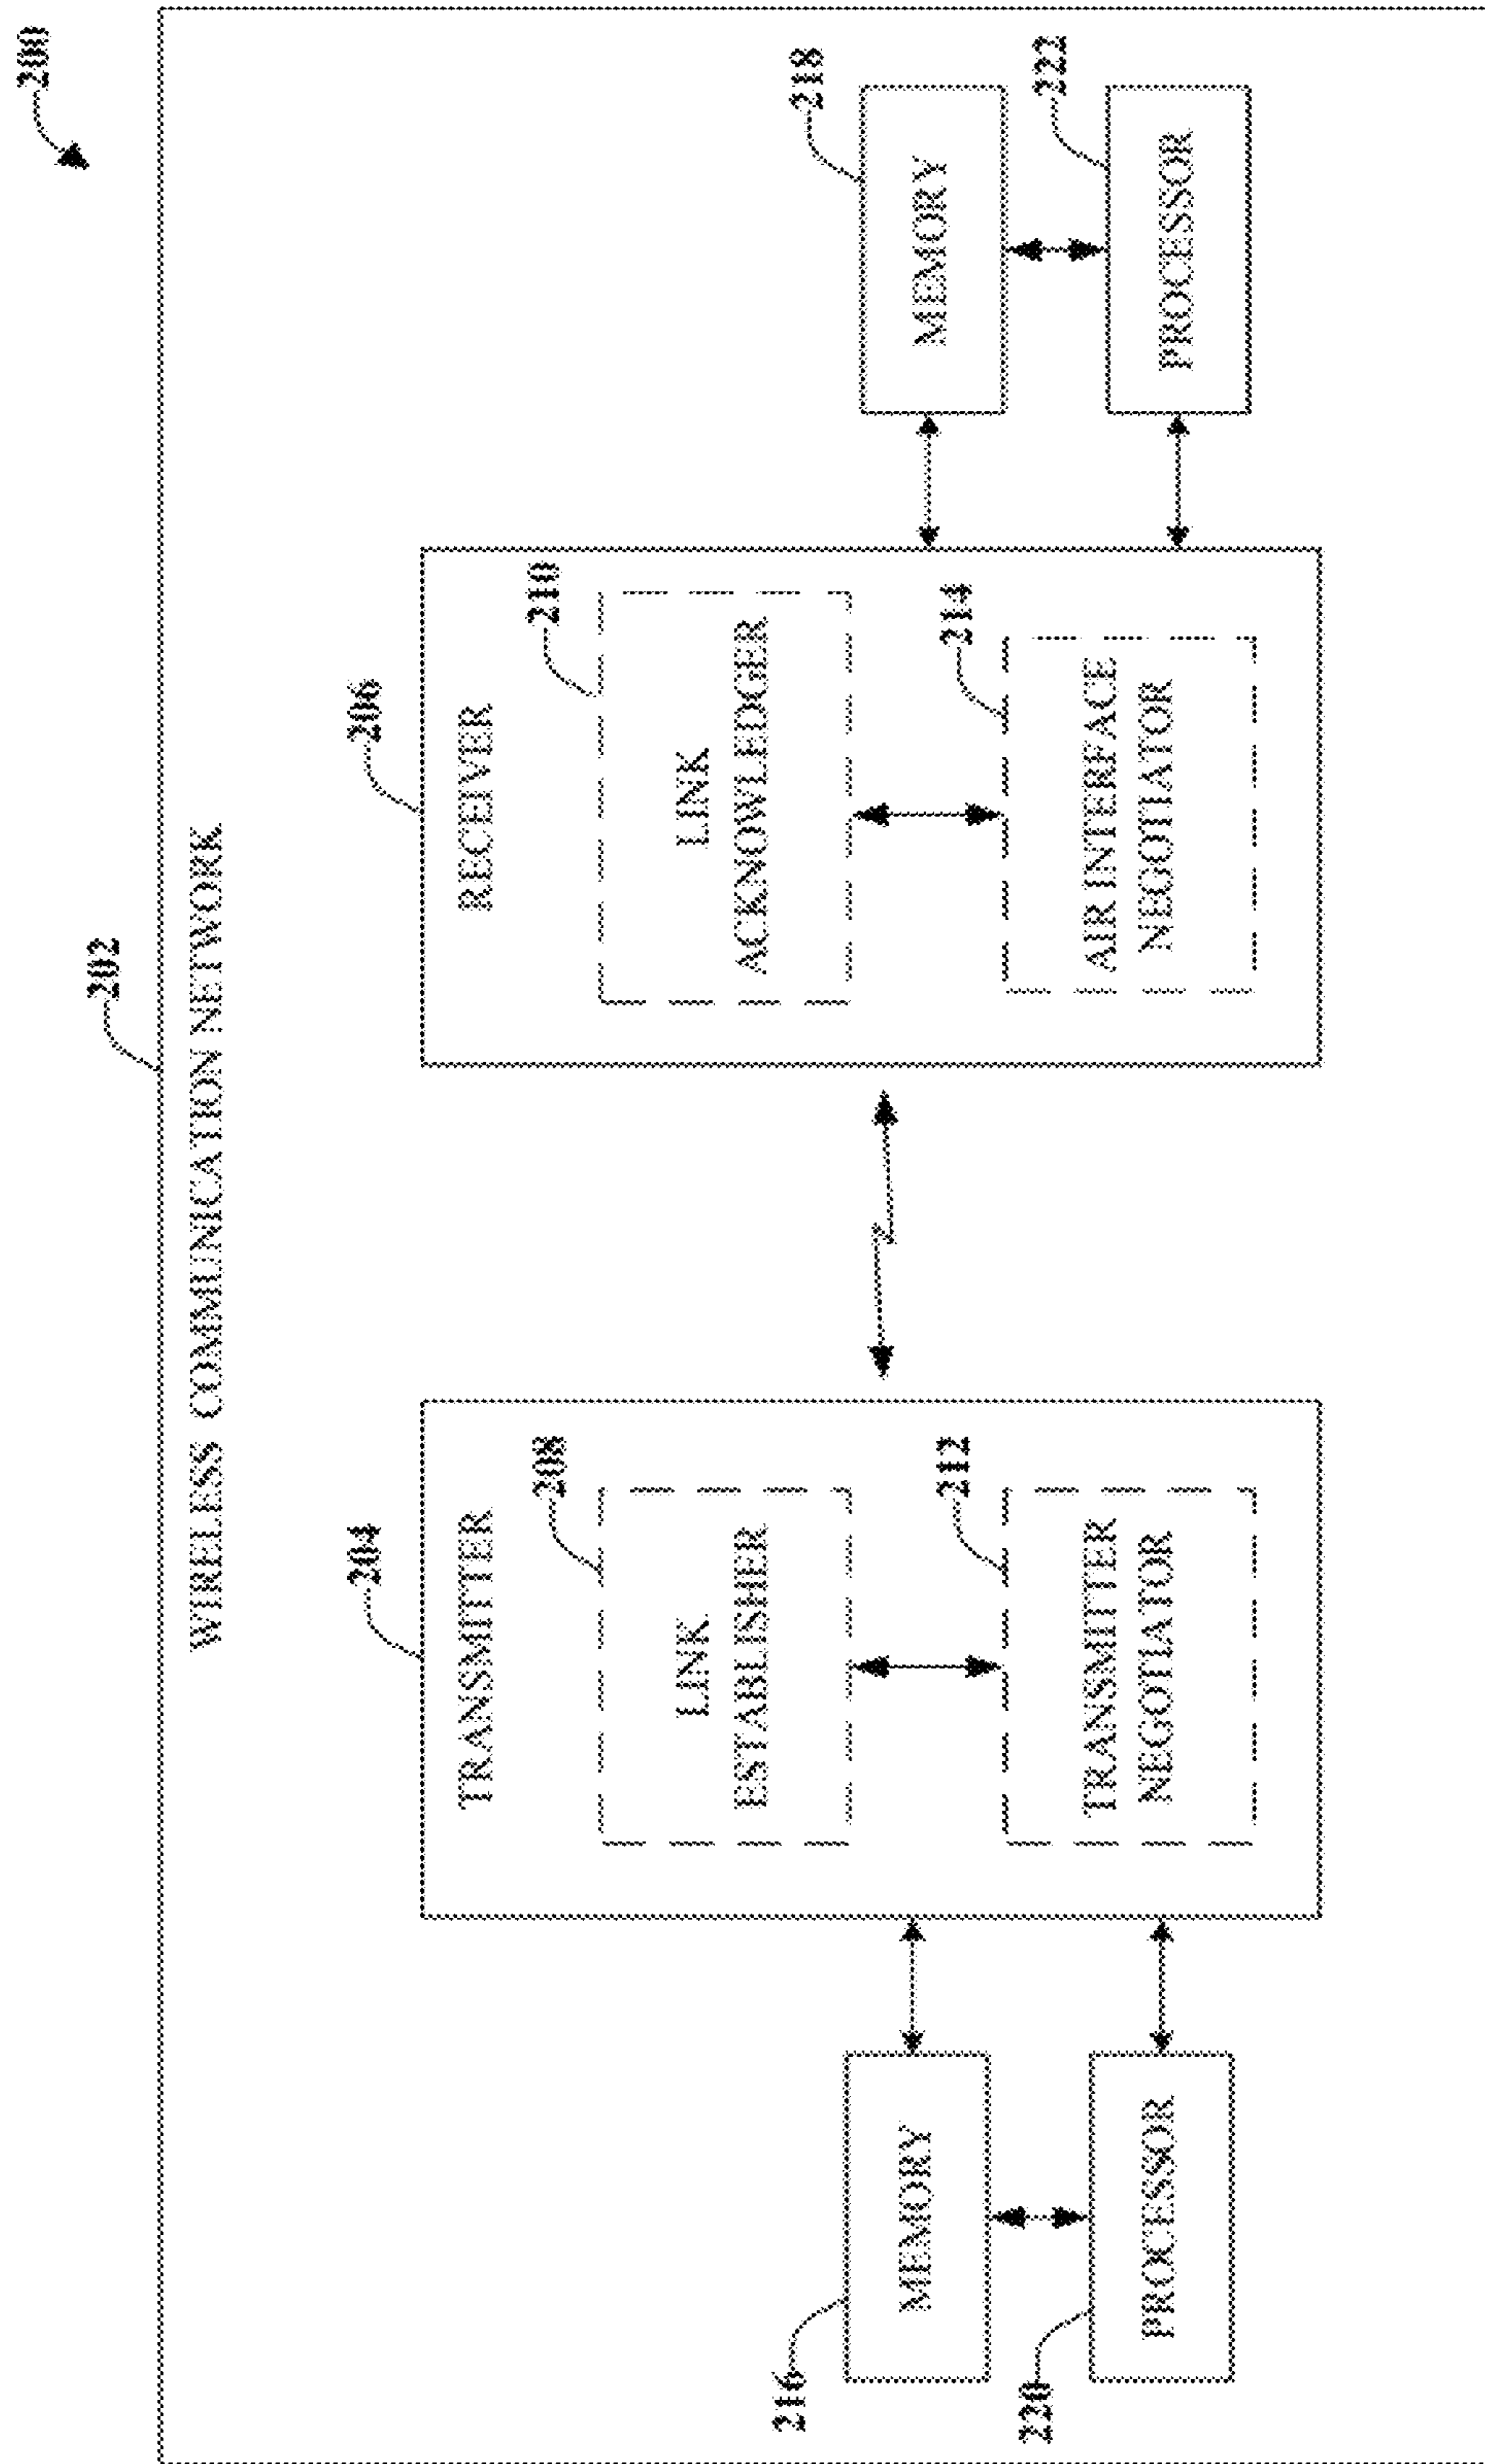 200
202
WIRELESS COMMUNICATION NETWORK
204
TRANSMITTER
208
LINK
ESTABLISHER
212
TRANSMITTER
NEGOTIATOR
206
RECEIVER
210
LINK
ACKNOWLEDGER
214
AIR INTERFACE
NEGOTIATOR
216
MEMORY
220
PROCESSOR
218
MEMORY
222
PROCESSOR